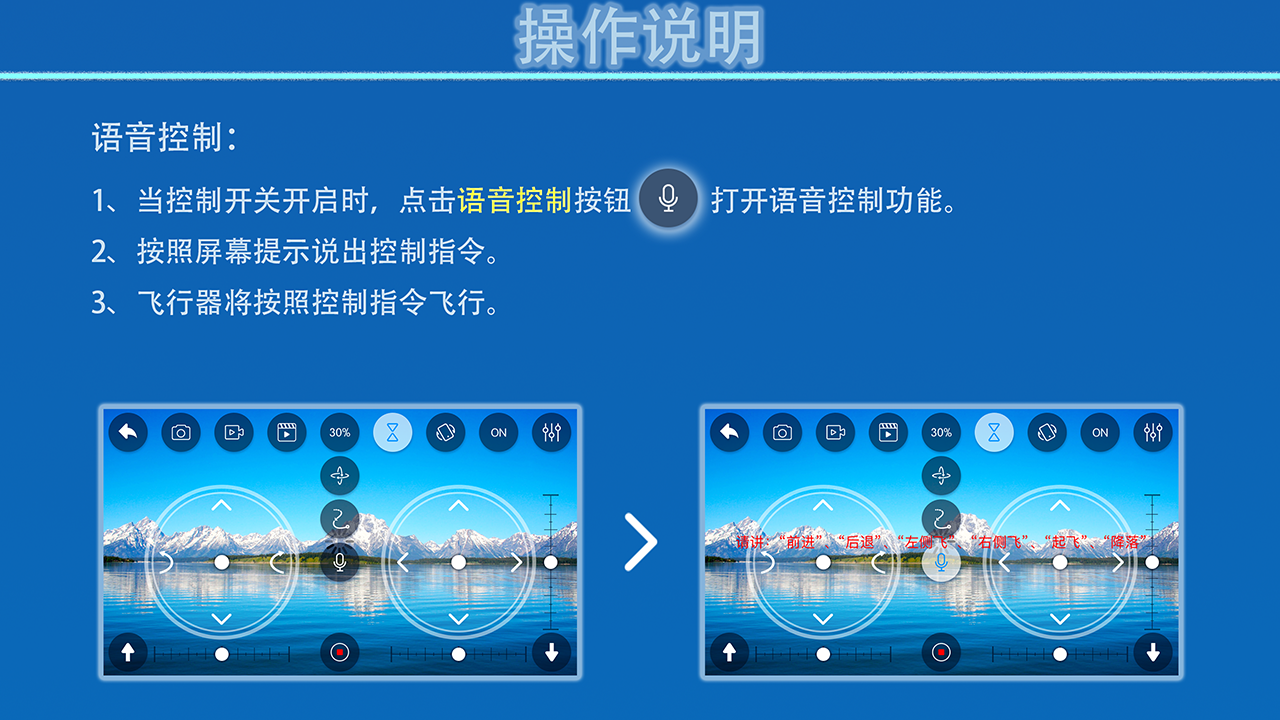 操作说明
语音控制：
1、当控制开关开启时，点击语音控制按钮 打开语音控制功能。
2、按照屏幕提示说出控制指令。
3、飞行器将按照控制指令飞行。
30% ON
30% ON
请讲：“前进”、“后退”、“左侧飞”、“右侧飞”、“起飞”、“降落”